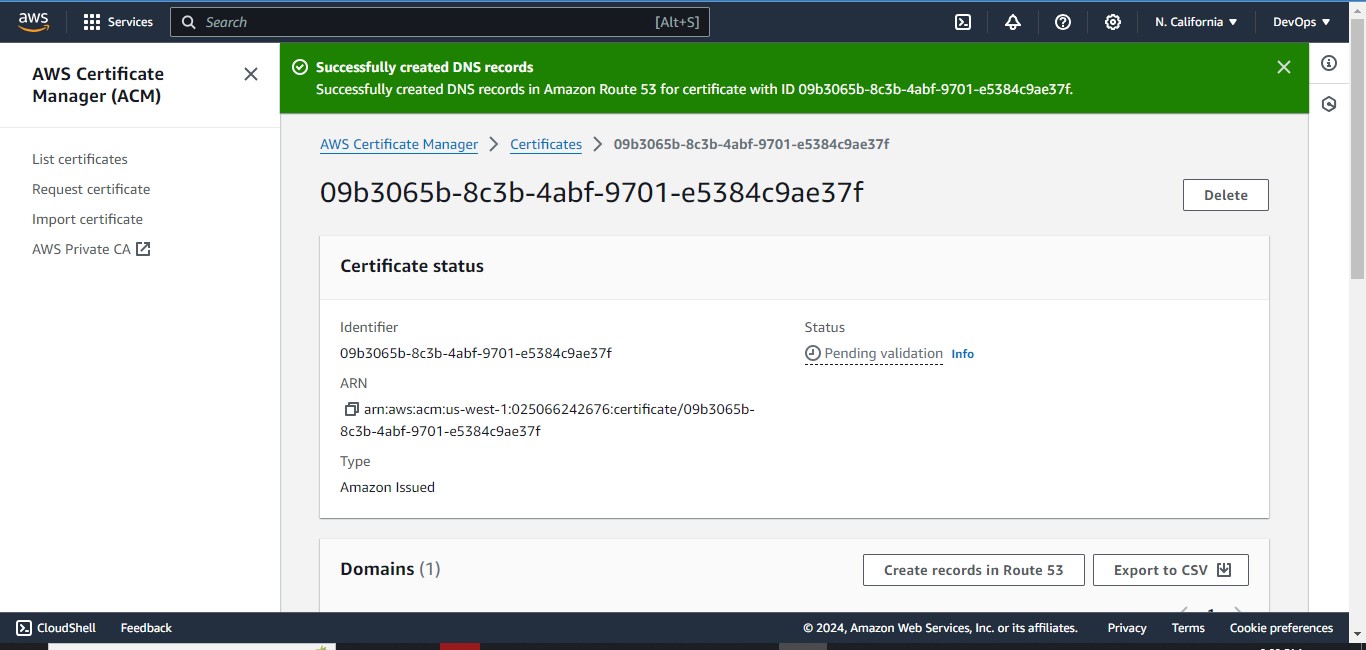 aws
Services
Search
[Alt+S]
N. California
DevOps
AWS Certificate
Manager (ACM)
List certificates
Request certificate
Import certificate
AWS Private CA
Successfully created DNS records
Successfully created DNS records in Amazon Route 53 for certificate with ID 09b3065b-8c3b-4abf-9701-e5384c9ae37f.
AWS Certificate Manager
Certificates
09b3065b-8c3b-4abf-9701-e5384c9ae37f
09b3065b-8c3b-4abf-9701-e5384c9ae37f
Delete
Certificate status
Identifier
09b3065b-8c3b-4abf-9701-e5384c9ae37f
Status
Pending validation Info
ARN
arn:aws:acm:us-west-1:025066242676:certificate/09b3065b-
8c3b-4abf-9701-e5384c9ae37f
Type
Amazon Issued
Domains (1)
Create records in Route 53
Export to CSV
CloudShell
Feedback
© 2024, Amazon Web Services, Inc. or its affiliates.
Privacy
Terms
Cookie preferences